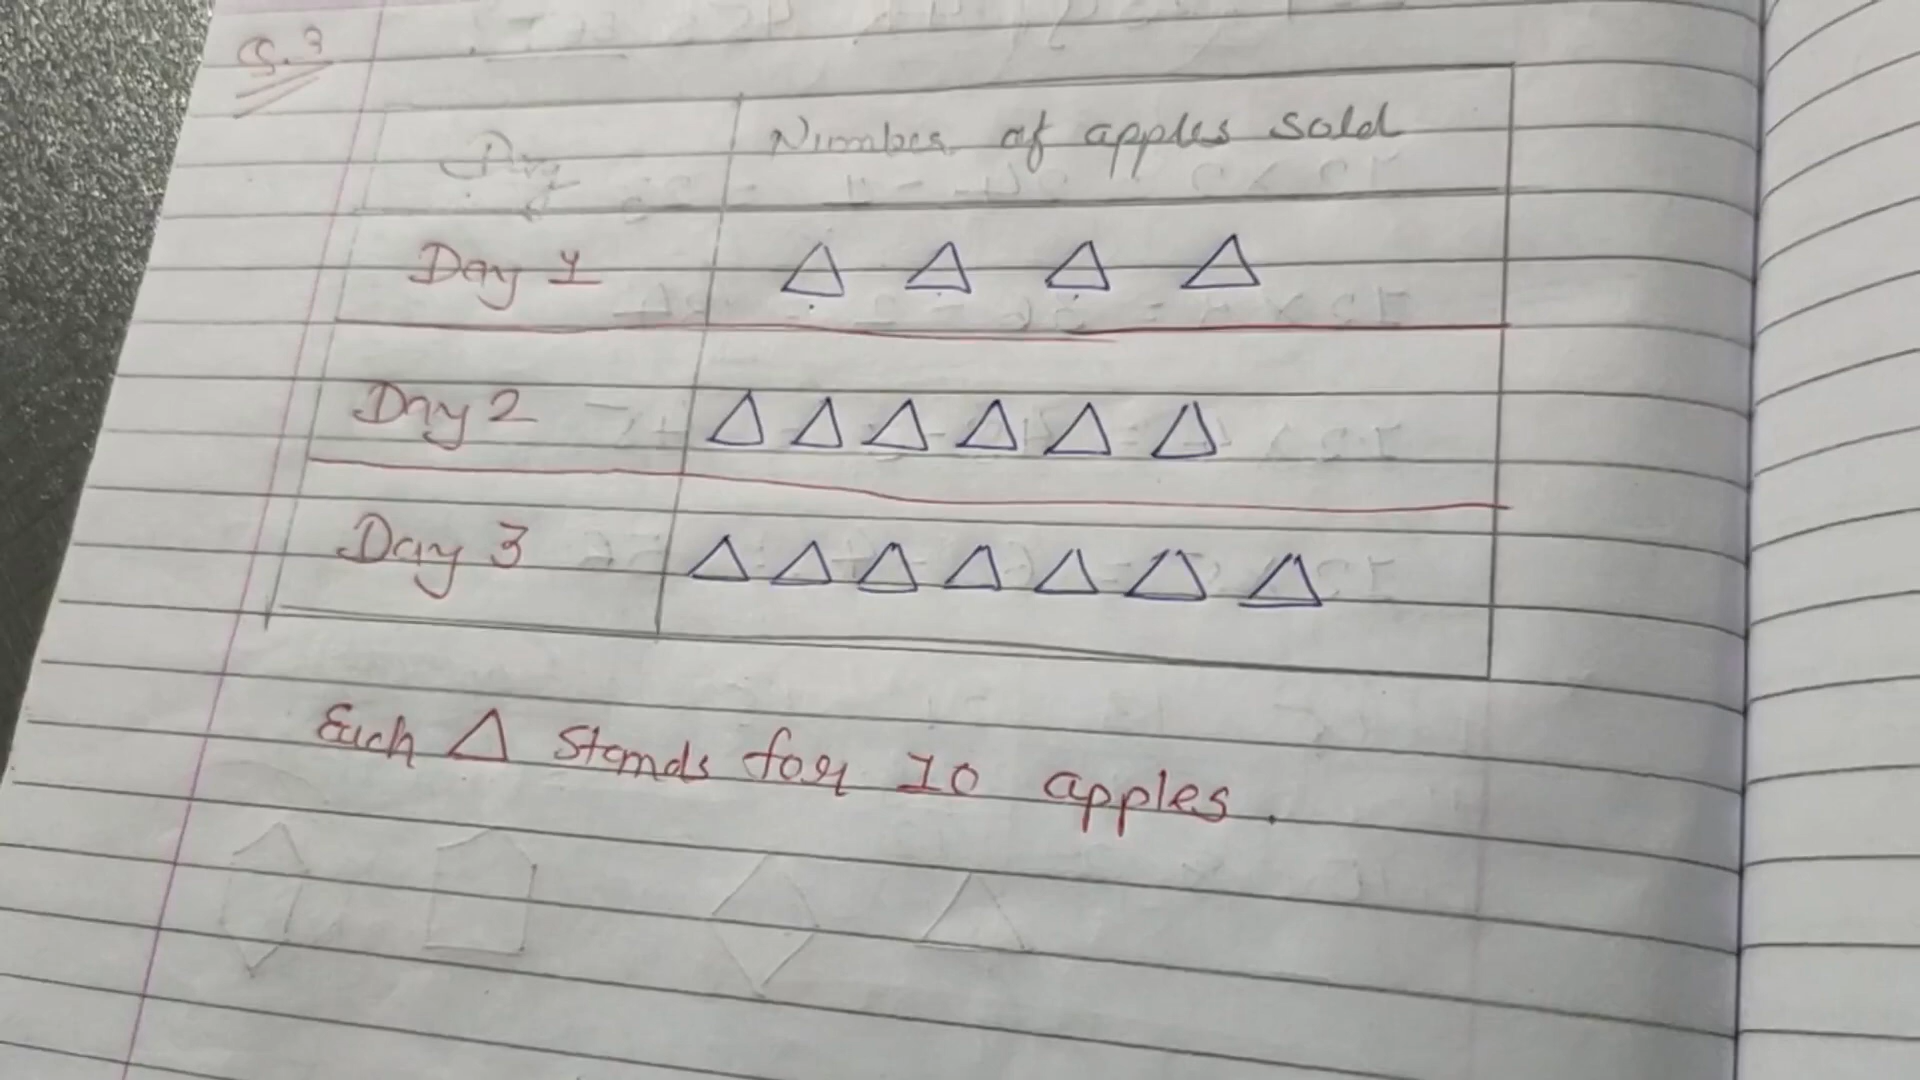 Q.3
Day Number of apples sold
Day 1 △ △ △ △
Day 2 △ △ △ △ △ △
Day 3 △ △ △ △ △ △ △
Each △ stands for 10 apples.